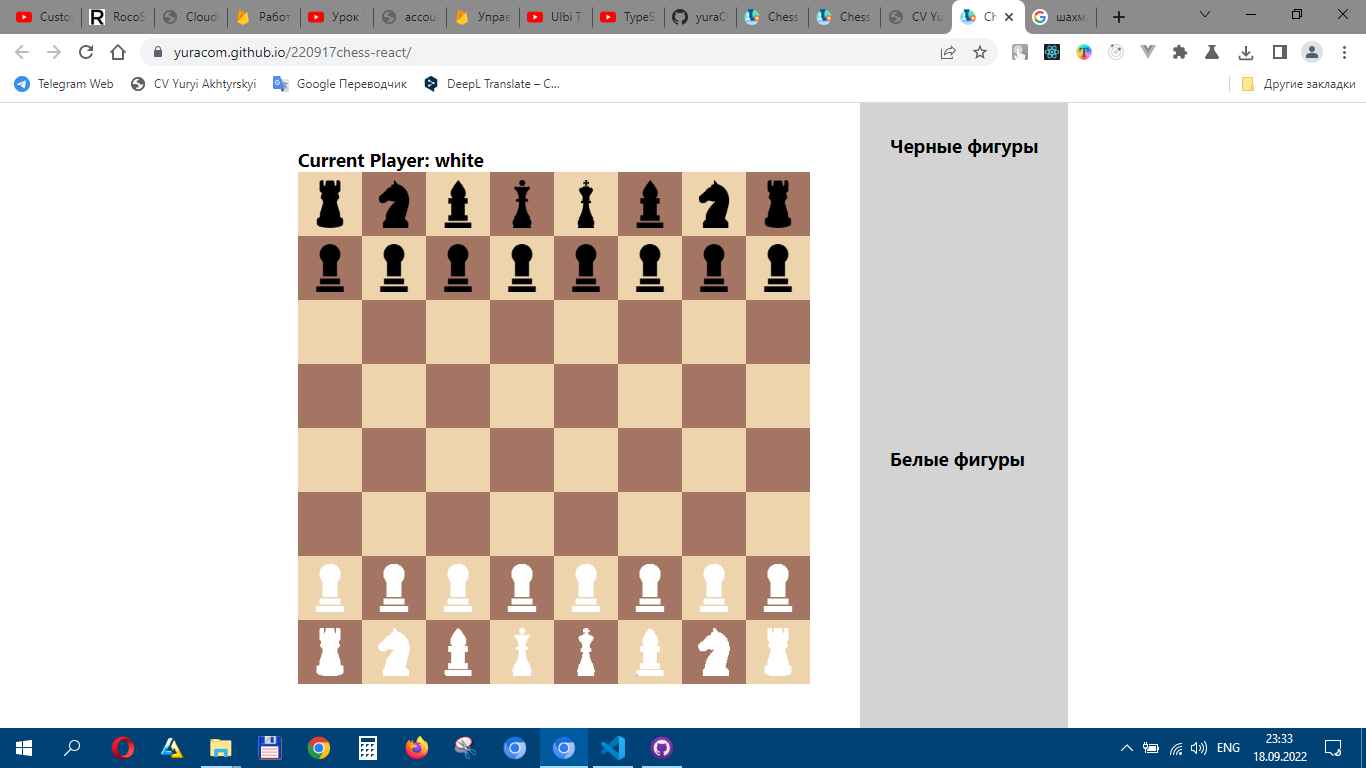 Custo
RocoS
Cloud
Работ
Урок
accou
Управ
Ulbi T
TypeS
yuraC
Chess
Chess
CV Yu
Ch
шахм
yuracom.github.io/220917chess-react/
Telegram Web
CV Yuryi Akhtyrskyi
Google Переводчик
DeepL Translate – C...
Другие закладки
Черные фигуры
Current Player: white
Белые фигуры
ENG
23:33
18.09.2022